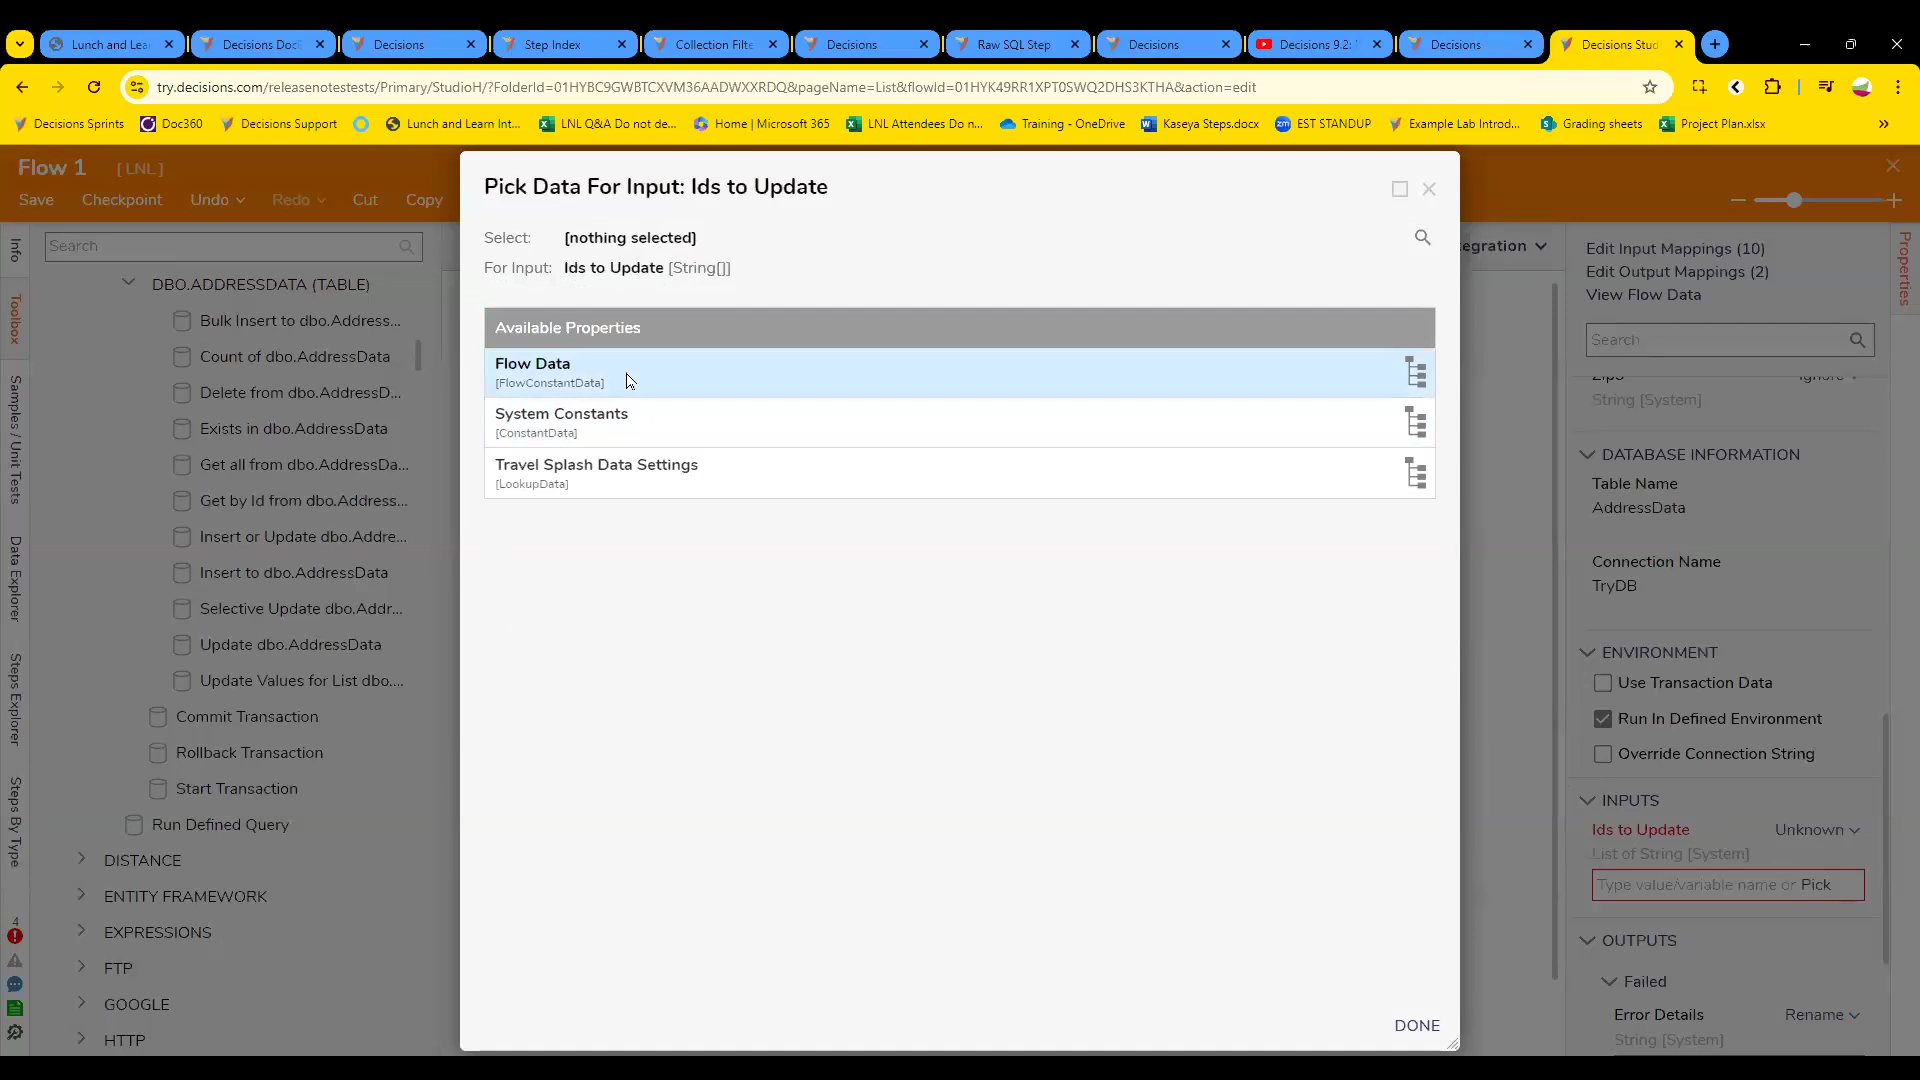 Lunch and Lea
Decisions Doc
Decisions
Step Index
Collection Filte
Decisions
Raw SQL Step
Decisions
Decisions 9.2:
Decisions
Decisions Stud
try.decisions.com/releasenotestests/Primary/StudioH/?FolderId=01HYBC9GWBTCXVM36AADWXXRDQ&pageName=List&flowId=01HYK49RR1XPT0SWQ2DHS3KTHA&action=edit
Decisions Sprints
Doc360
Decisions Support
Lunch and Learn Int...
LNL Q&A Do not de...
Home | Microsoft 365
LNL Attendees Do n...
Training - OneDrive
Kaseya Steps.docx
EST STANDUP
Example Lab Introd...
Grading sheets
Project Plan.xlsx
Flow 1 [LNL]
Save
Checkpoint
Undo
Redo
Cut
Copy
Info
Toolbox
Samples / Unit Tests
Data Explorer
Steps Explorer
Steps By Type
4
Search
DBO.ADDRESSDATA (TABLE)
Bulk Insert to dbo.Address...
Count of dbo.AddressData
Delete from dbo.AddressD...
Exists in dbo.AddressData
Get all from dbo.AddressDa...
Get by Id from dbo.Address...
Insert or Update dbo.Addre...
Insert to dbo.AddressData
Selective Update dbo.Addr...
Update dbo.AddressData
Update Values for List dbo....
Commit Transaction
Rollback Transaction
Start Transaction
Run Defined Query
DISTANCE
ENTITY FRAMEWORK
EXPRESSIONS
FTP
GOOGLE
HTTP
Pick Data For Input: Ids to Update
Select: [nothing selected]
For Input: Ids to Update [String[]]
Available Properties
Flow Data
[FlowConstantData]
System Constants
[ConstantData]
Travel Splash Data Settings
[LookupData]
DONE
tegration
Properties
Edit Input Mappings (10)
Edit Output Mappings (2)
View Flow Data
Search
String [System]
DATABASE INFORMATION
Table Name
AddressData
Connection Name
TryDB
ENVIRONMENT
Use Transaction Data
Run In Defined Environment
Override Connection String
INPUTS
Ids to Update Unknown
List of String [System]
Type value/variable name or Pick
OUTPUTS
Failed
Error Details Rename
String [System]